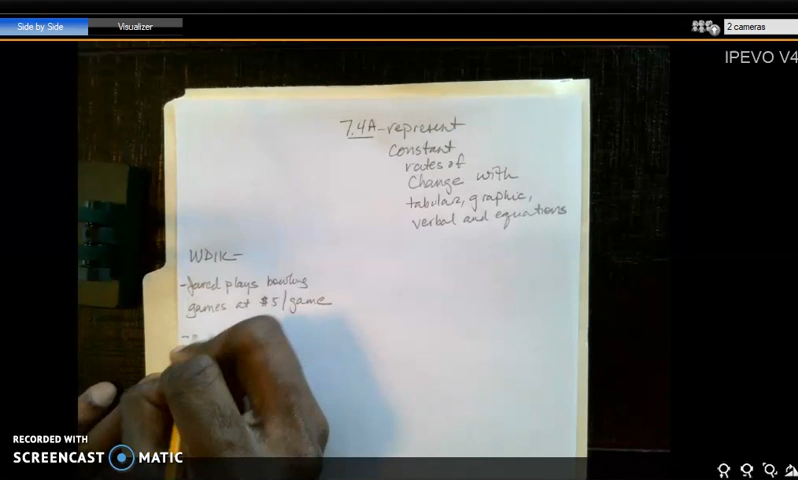 Side by Side
Visualizer
2 cameras
IPEVO V4
7.4A - represent
Constant
rates of
Change with
tabular, graphic,
verbal and equations
WDIK-
-Jared plays bowling
games at $5/game
RECORDED WITH
SCREENCAST MATIC